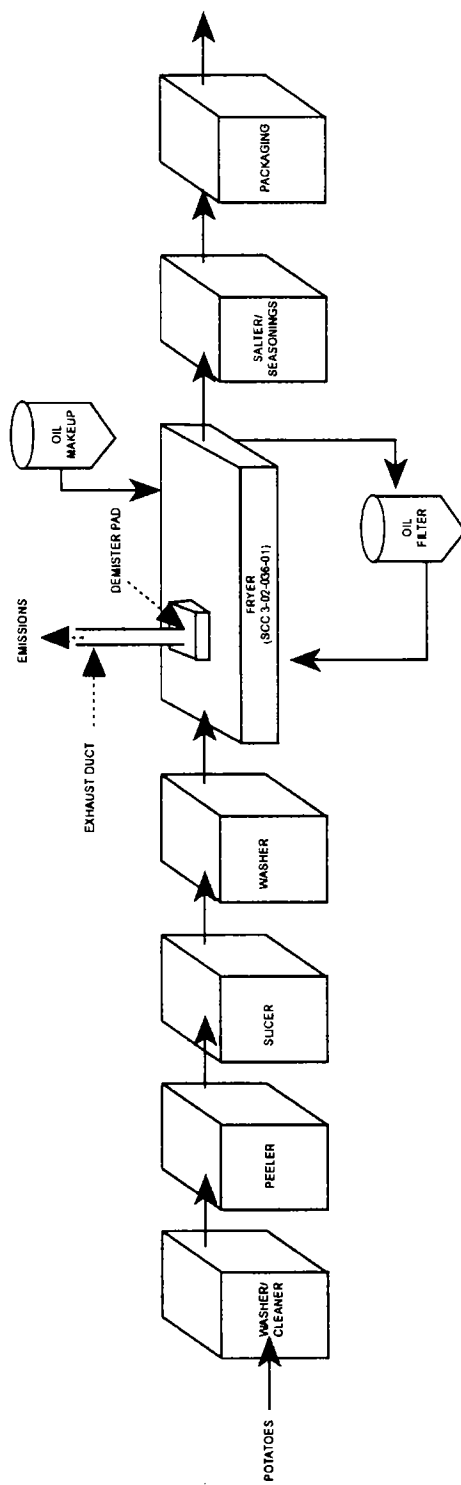 POTATOES
WASHER/
CLEANER
PEELER
SLICER
WASHER
EXHAUST DUCT
EMISSIONS
DEMISTER PAD
FRYER
(SCC 3-02-036-01)
OIL
MAKEUP
OIL
FILTER
SALTER/
SEASONINGS
PACKAGING